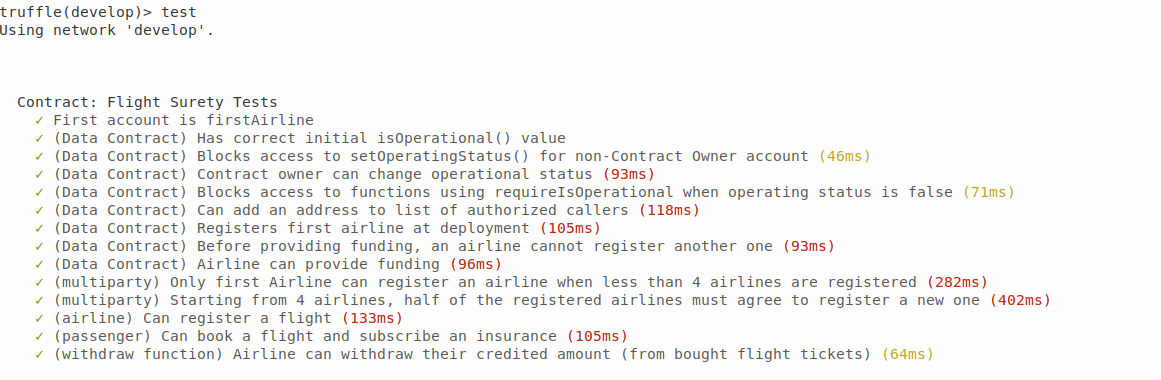 truffle(develop)> test
Using network 'develop'.
Contract: Flight Surety Tests
✓ First account is firstAirline
✓ (Data Contract) Has correct initial isOperational() value
✓ (Data Contract) Blocks access to setOperatingStatus() for non-Contract Owner account (46ms)
✓ (Data Contract) Contract owner can change operational status (93ms)
✓ (Data Contract) Blocks access to functions using requireIsOperational when operating status is false (71ms)
✓ (Data Contract) Can add an address to list of authorized callers (118ms)
✓ (Data Contract) Registers first airline at deployment (105ms)
✓ (Data Contract) Before providing funding, an airline cannot register another one (93ms)
✓ (Data Contract) Airline can provide funding (96ms)
✓ (multiparty) Only first Airline can register an airline when less than 4 airlines are registered (282ms)
✓ (multiparty) Starting from 4 airlines, half of the registered airlines must agree to register a new one (402ms)
✓ (airline) Can register a flight (133ms)
✓ (passenger) Can book a flight and subscribe an insurance (105ms)
✓ (withdraw function) Airline can withdraw their credited amount (from bought flight tickets) (64ms)